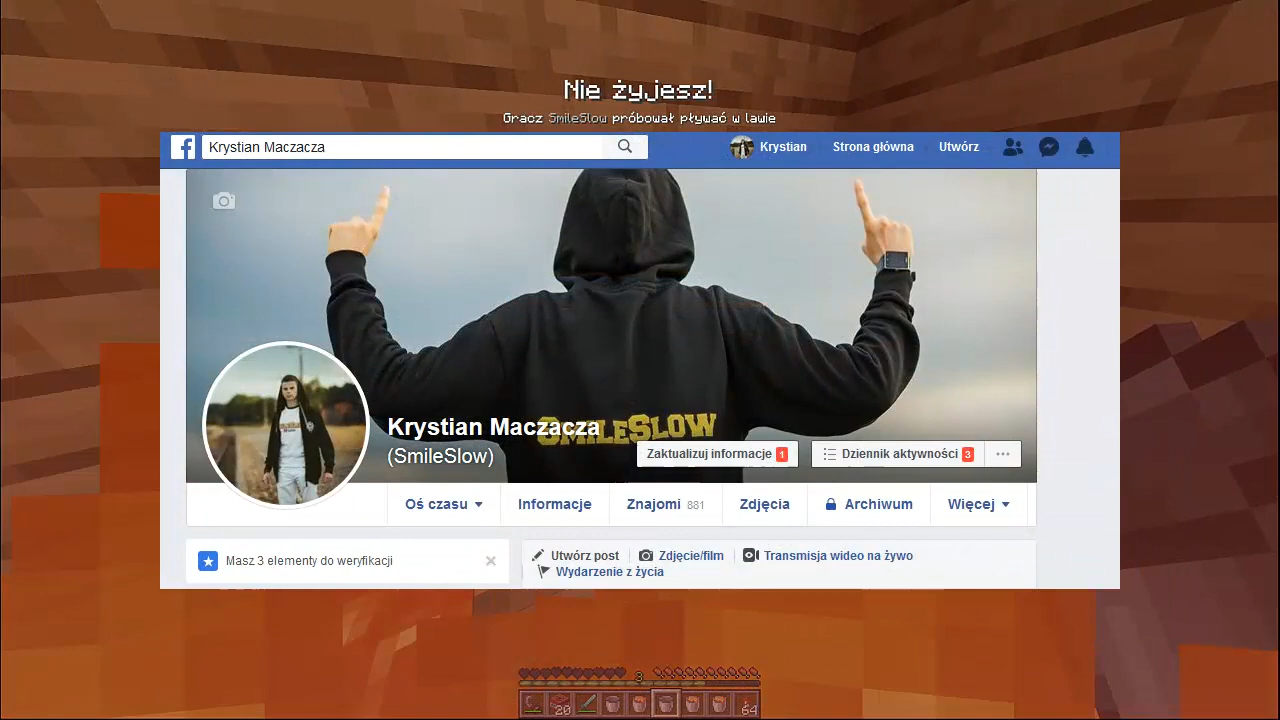 Nie żyjesz!
Gracz SmileSlow próbował pływać w lawie
f Krystian Maczacza Krystian Strona główna Utwórz
SMILESLOW
Krystian Maczacza
(SmileSlow)
Zaktualizuj informacje 1 Dziennik aktywności 3 ...
Oś czasu Informacje Znajomi 881 Zdjęcia Archiwum Więcej
Masz 3 elementy do weryfikacji
Utwórz post Zdjęcie/film Transmisja wideo na żywo
Wydarzenie z życia
3
20 64